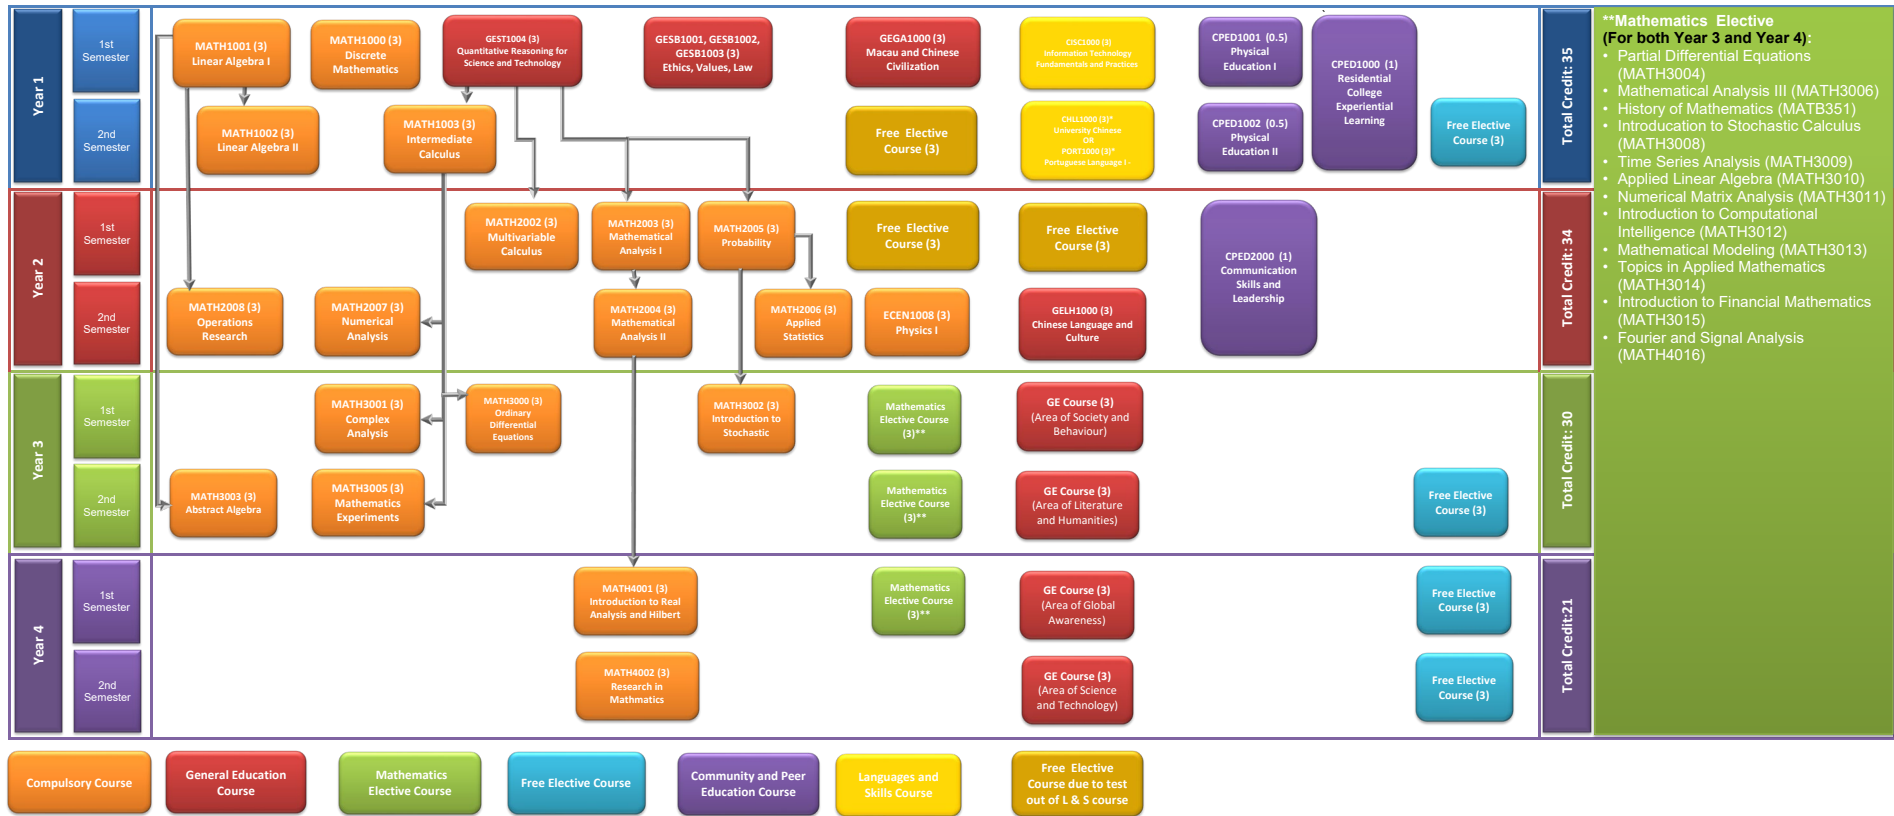 Year 1
1st
Semester
MATH1001 (3)
Linear Algebra I
MATH1000 (3)
Discrete
Mathematics
GEST1004 (3)
Quantitative Reasoning for
Science and Technology
GESB1001, GESB1002,
GESB1003 (3)
Ethics, Values, Law
GEGA1000 (3)
Macau and Chinese
Civilization
CISC1000 (3)
Information Technology
Fundamentals and Practices
CPED1001 (0.5)
Physical
Education I
CPED1000 (1)
Residential
College
Experiential
Learning
2nd
Semester
MATH1002 (3)
Linear Algebra II
MATH1003 (3)
Intermediate
Calculus
Free Elective
Course (3)
CHLL1000 (3)*
University Chinese
OR
PORT1000 (3)*
Portuguese Language I -
CPED1002 (0.5)
Physical
Education II
Free Elective
Course (3)
Total Credit: 35
Year 2
1st
Semester
MATH2002 (3)
Multivariable
Calculus
MATH2003 (3)
Mathematical
Analysis I
MATH2005 (3)
Probability
Free Elective
Course (3)
Free Elective
Course (3)
CPED2000 (1)
Communication
Skills and
Leadership
2nd
Semester
MATH2008 (3)
Operations
Research
MATH2007 (3)
Numerical
Analysis
MATH2004 (3)
Mathematical
Analysis II
MATH2006 (3)
Applied
Statistics
ECEN1008 (3)
Physics I
GELH1000 (3)
Chinese Language and
Culture
Total Credit: 34
Year 3
1st
Semester
MATH3001 (3)
Complex
Analysis
MATH3000 (3)
Ordinary
Differential
Equations
MATH3002 (3)
Introduction to
Stochastic
Mathematics
Elective Course
(3)**
GE Course (3)
(Area of Society and
Behaviour)
2nd
Semester
MATH3003 (3)
Abstract Algebra
MATH3005 (3)
Mathematics
Experiments
Mathematics
Elective Course
(3)**
GE Course (3)
(Area of Literature
and Humanities)
Free Elective
Course (3)
Total Credit: 30
Year 4
1st
Semester
MATH4001 (3)
Introduction to Real
Analysis and Hilbert
Mathematics
Elective Course
(3)**
GE Course (3)
(Area of Global
Awareness)
Free Elective
Course (3)
2nd
Semester
MATH4002 (3)
Research in
Mathmatics
GE Course (3)
(Area of Science
and Technology)
Free Elective
Course (3)
Total Credit:21
**Mathematics Elective
(For both Year 3 and Year 4):
• Partial Differential Equations
(MATH3004)
• Mathematical Analysis III (MATH3006)
• History of Mathematics (MATB351)
• Introducation to Stochastic Calculus
(MATH3008)
• Time Series Analysis (MATH3009)
• Applied Linear Algebra (MATH3010)
• Numerical Matrix Analysis (MATH3011)
• Introduction to Computational
Intelligence (MATH3012)
• Mathematical Modeling (MATH3013)
• Topics in Applied Mathematics
(MATH3014)
• Introduction to Financial Mathematics
(MATH3015)
• Fourier and Signal Analysis
(MATH4016)
Compulsory Course
General Education
Course
Mathematics
Elective Course
Free Elective Course
Community and Peer
Education Course
Languages and
Skills Course
Free Elective
Course due to test
out of L & S course